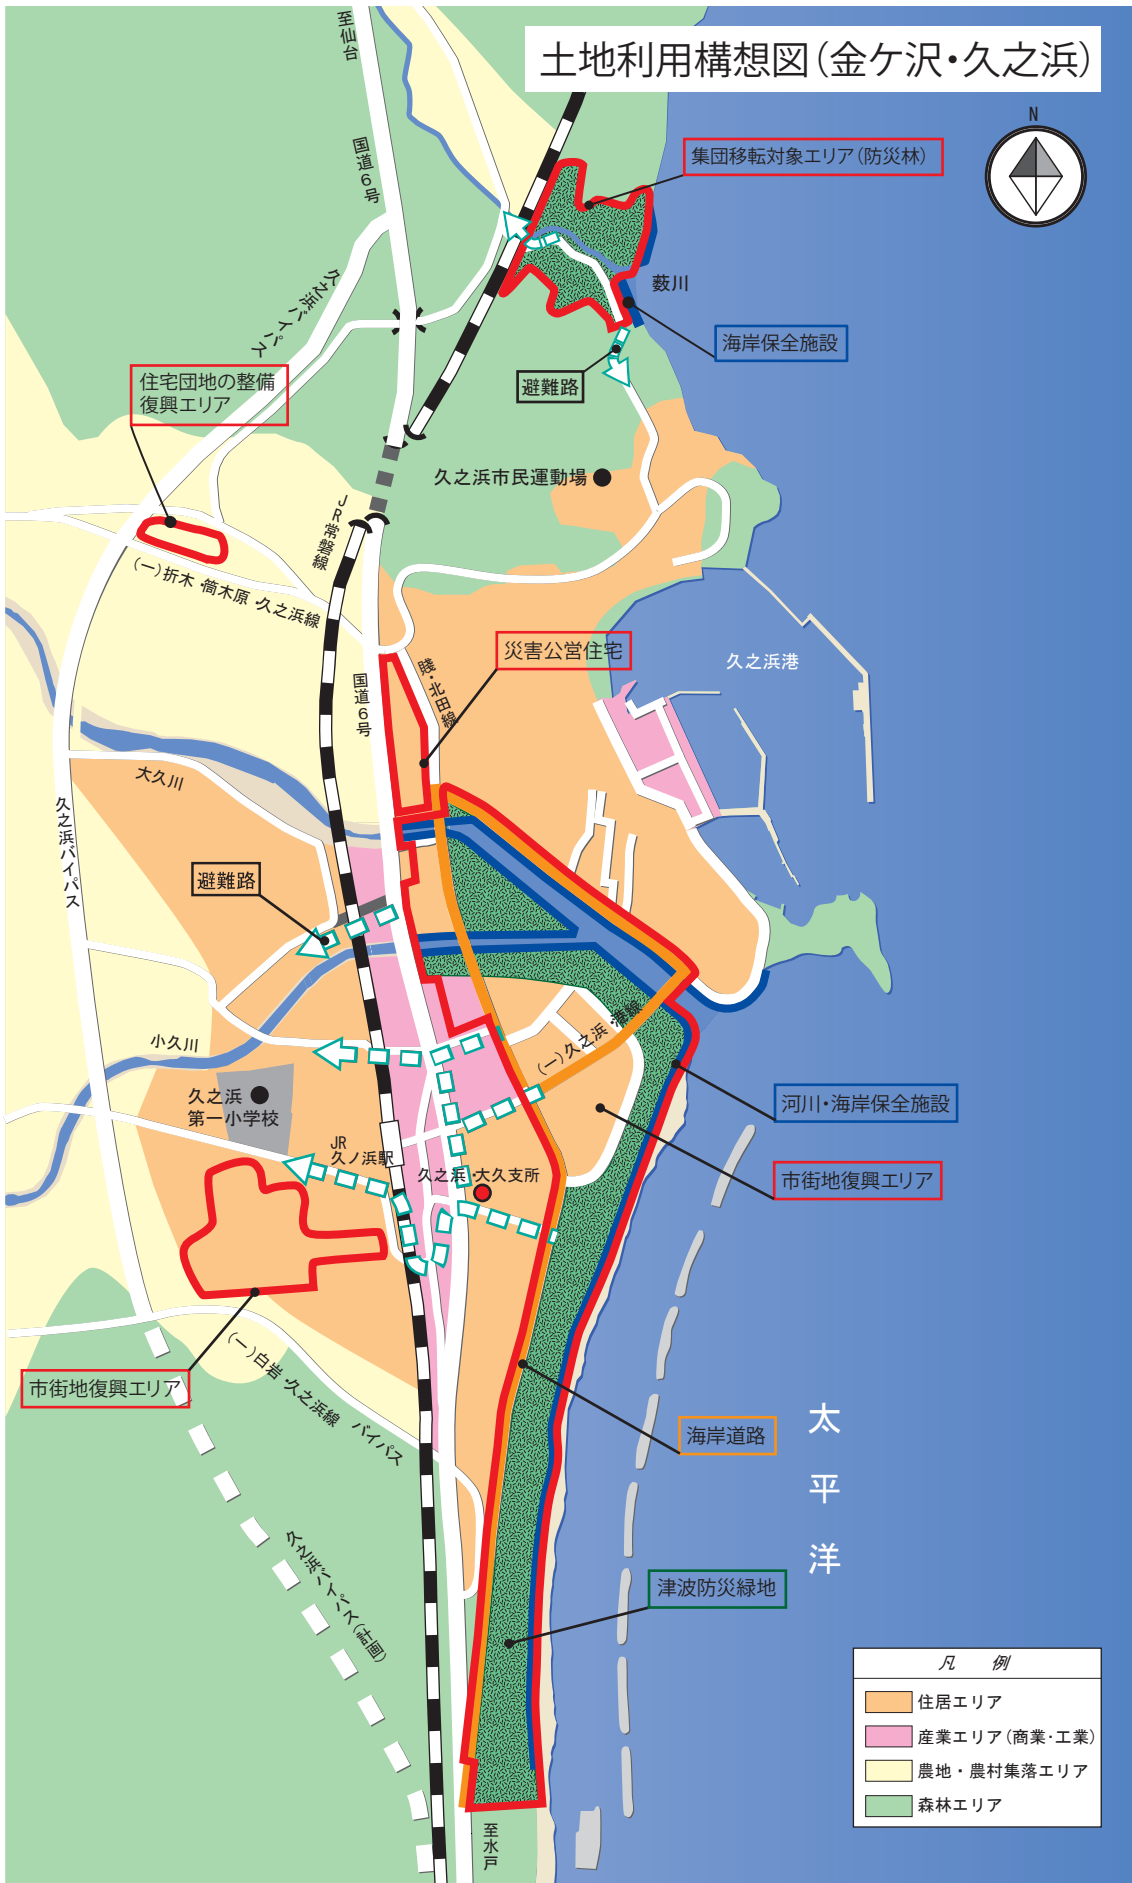 土地利用構想図(金ケ沢・久之浜)
至仙台
N
国道6号
集団移転対象エリア(防災林)
久之浜バイパス
薮川
海岸保全施設
住宅団地の整備
復興エリア
避難路
久之浜市民運動場
JR常磐線
(一)折木・筒木原・久之浜線
災害公営住宅
久之浜港
賤・北田線
国道6号
大久川
久之浜バイパス
避難路
(一)久之浜・港線
小久川
久之浜
第一小学校
河川・海岸保全施設
JR
久ノ浜駅
久之浜・大久支所
市街地復興エリア
(一)白岩・久之浜線 バイパス
市街地復興エリア
海岸道路
太平洋
久之浜バイパス(計画)
津波防災緑地
凡 例
住居エリア
産業エリア(商業・工業)
農地・農村集落エリア
森林エリア
至水戸